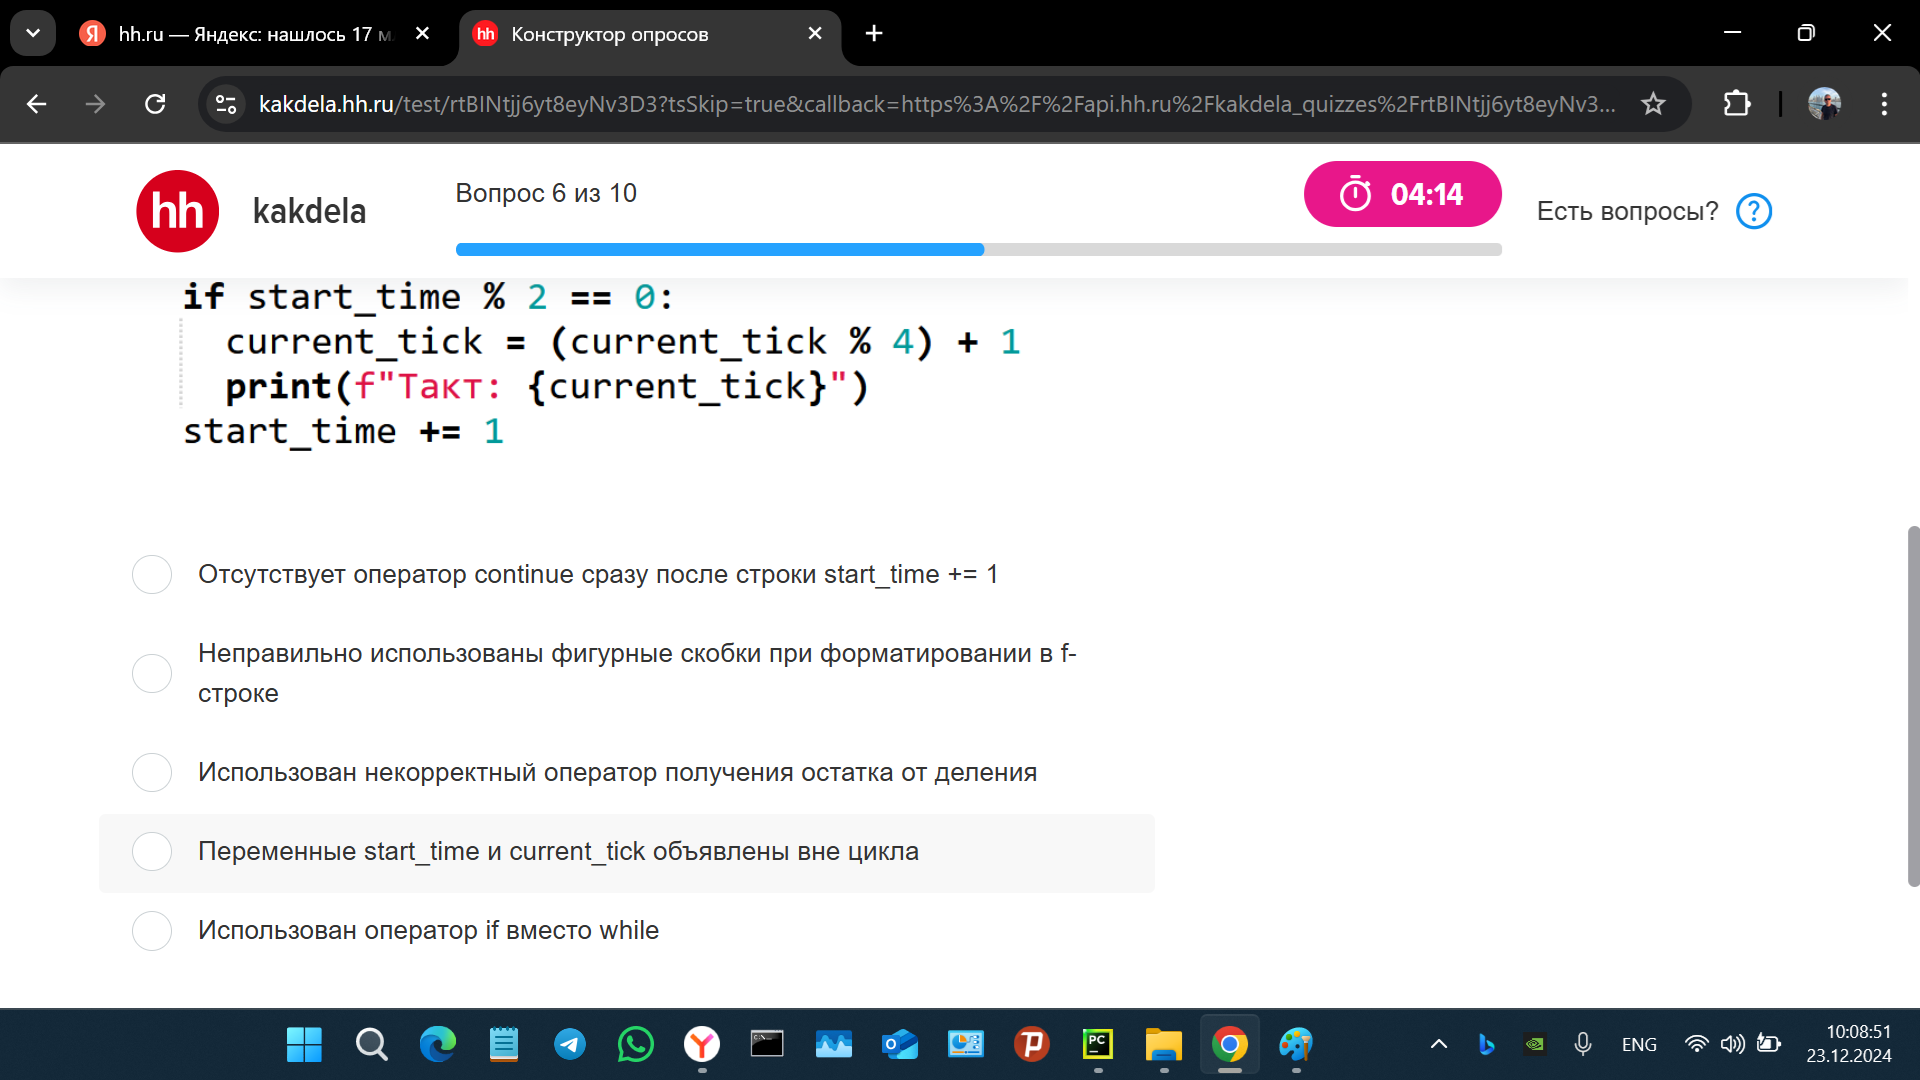 hh.ru — Яндекс: нашлось 17 м
hh
Конструктор опросов
kakdela.hh.ru/test/rtBINtjj6yt8eyNv3D3?tsSkip=true&callback=https%3A%2F%2Fapi.hh.ru%2Fkakdela_quizzes%2FrtBINtjj6yt8eyNv3...
hh
kakdela
Вопрос 6 из 10
04:14
Есть вопросы?
?
if start_time % 2 == 0:
current_tick = (current_tick % 4) + 1
print(f"Такт: {current_tick}")
start_time += 1
Отсутствует оператор continue сразу после строки start_time += 1
Неправильно использованы фигурные скобки при форматировании в f-
строке
Использован некорректный оператор получения остатка от деления
Переменные start_time и current_tick объявлены вне цикла
Использован оператор if вместо while
PC
ENG
10:08:51
23.12.2024